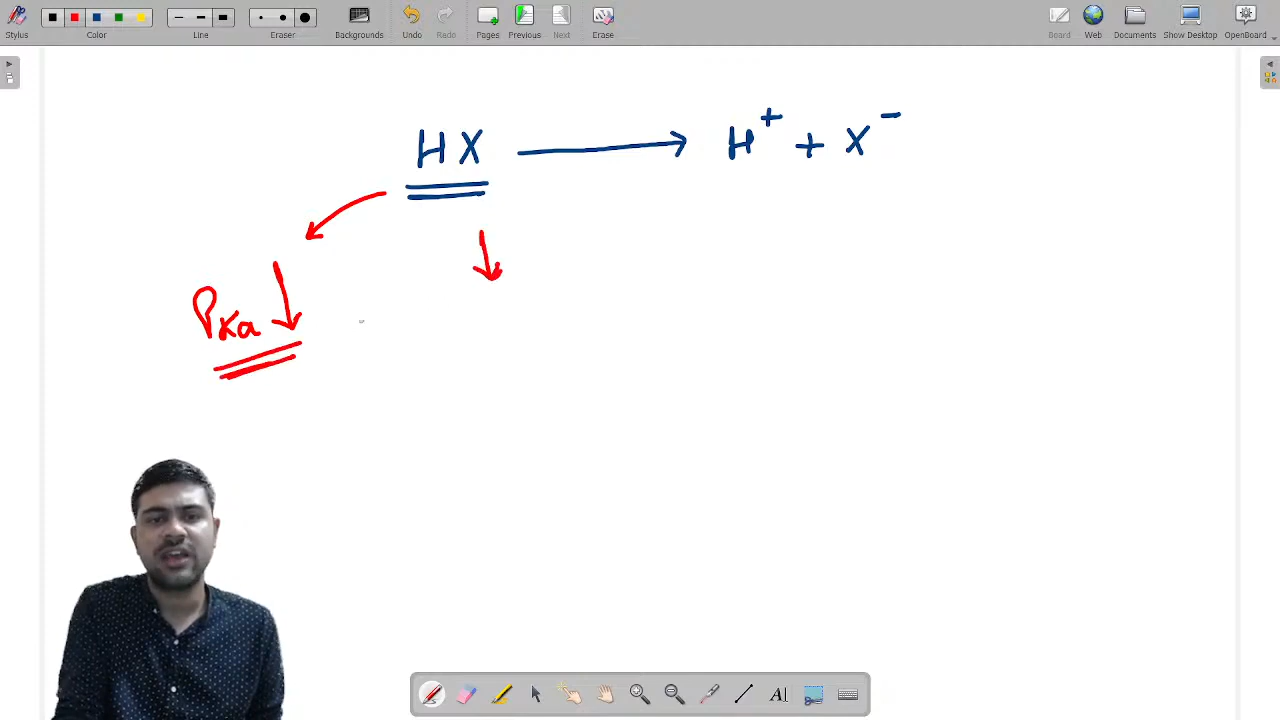 Stylus Color Line Eraser Backgrounds Undo Redo Pages Previous Next Erase Board Web Documents Show Desktop OpenBoard
HX → H⁺ + X⁻
↓
PKa ↓
AI